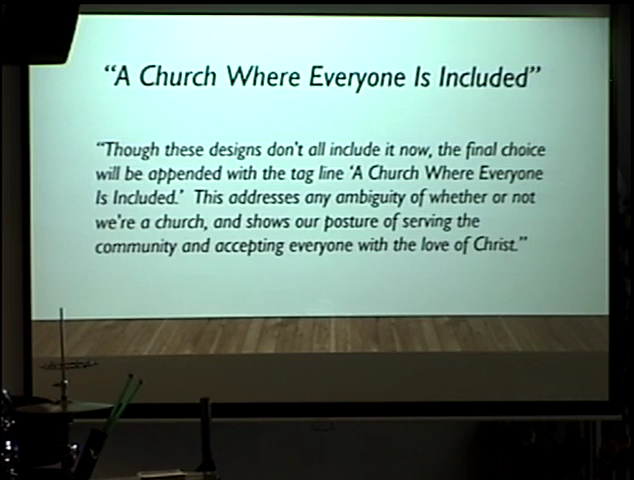 “A Church Where Everyone Is Included”
“Though these designs don't all include it now, the final choice
will be appended with the tag line ‘A Church Where Everyone
Is Included.’ This addresses any ambiguity of whether or not
we're a church, and shows our posture of serving the
community and accepting everyone with the love of Christ.”